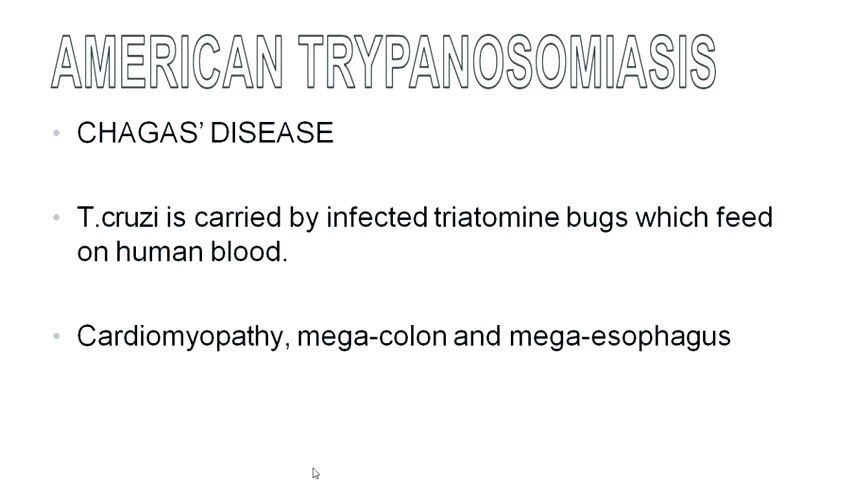 AMERICAN TRYPANOSOMIASIS
• CHAGAS’ DISEASE
• T.cruzi is carried by infected triatomine bugs which feed
on human blood.
• Cardiomyopathy, mega-colon and mega-esophagus